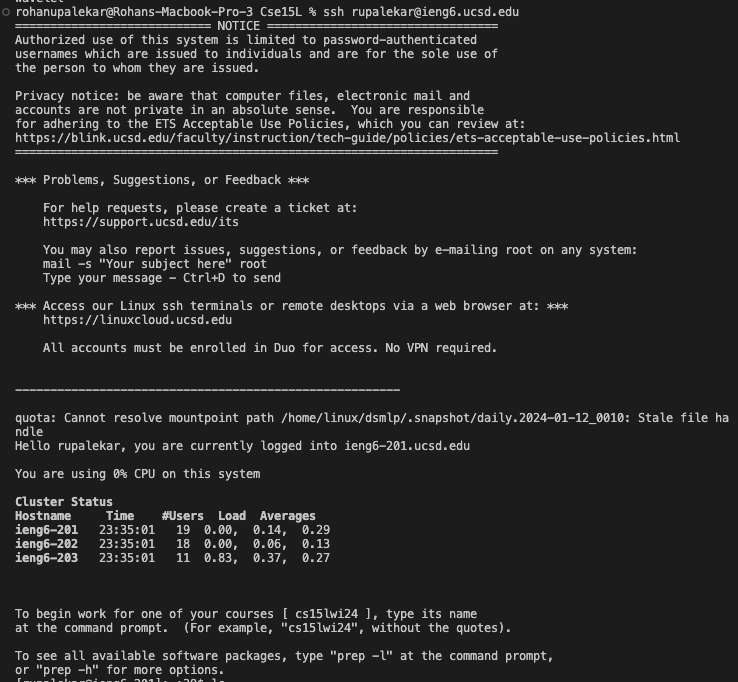 rohanupalekar@Rohans-Macbook-Pro-3 Cse15L % ssh rupalekar@ieng6.ucsd.edu
============================ NOTICE =================================
Authorized use of this system is limited to password-authenticated
usernames which are issued to individuals and are for the sole use of
the person to whom they are issued.
Privacy notice: be aware that computer files, electronic mail and
accounts are not private in an absolute sense.  You are responsible
for adhering to the ETS Acceptable Use Policies, which you can review at:
https://blink.ucsd.edu/faculty/instruction/tech-guide/policies/ets-acceptable-use-policies.html
=====================================================================
*** Problems, Suggestions, or Feedback ***
    For help requests, please create a ticket at:
    https://support.ucsd.edu/its
    You may also report issues, suggestions, or feedback by e-mailing root on any system:
    mail -s "Your subject here" root
    Type your message - Ctrl+D to send
*** Access our Linux ssh terminals or remote desktops via a web browser at: ***
    https://linuxcloud.ucsd.edu
    All accounts must be enrolled in Duo for access. No VPN required.
-------------------------------------------------------
quota: Cannot resolve mountpoint path /home/linux/dsmlp/.snapshot/daily.2024-01-12_0010: Stale file ha
ndle
Hello rupalekar, you are currently logged into ieng6-201.ucsd.edu
You are using 0% CPU on this system
Cluster Status
Hostname     Time    #Users  Load  Averages
ieng6-201   23:35:01   19  0.00,  0.14,  0.29
ieng6-202   23:35:01   18  0.00,  0.06,  0.13
ieng6-203   23:35:01   11  0.83,  0.37,  0.27
To begin work for one of your courses [ cs15lwi24 ], type its name
at the command prompt.  (For example, "cs15lwi24", without the quotes).
To see all available software packages, type "prep -l" at the command prompt,
or "prep -h" for more options.